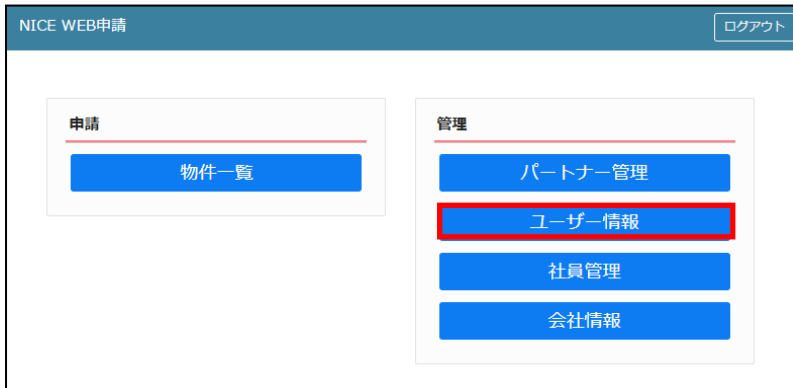 NICE WEB申請
ログアウト
申請
物件一覧
管理
パートナー管理
ユーザー情報
社員管理
会社情報